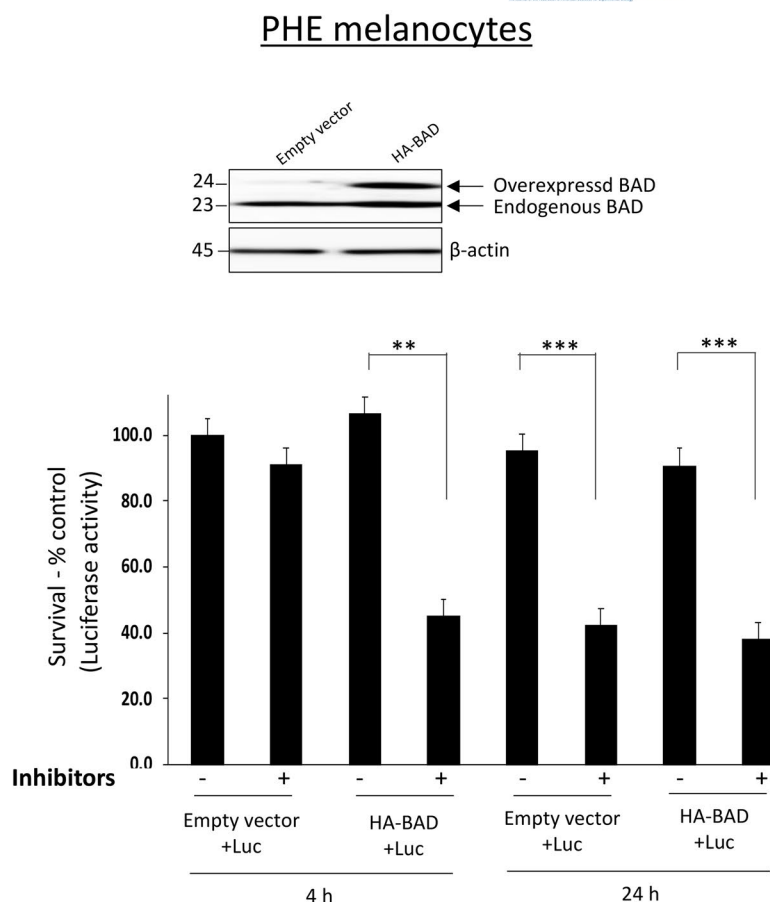 PHE melanocytes
Empty vector
HA-BAD
24
Overexpressd BAD
23
Endogenous BAD
45
β-actin
**
***
***
Survival - % control
(Luciferase activity)
100.0
80.0
60.0
40.0
20.0
0.0
Inhibitors - + - + - + - +
Empty vector
+Luc
HA-BAD
+Luc
Empty vector
+Luc
HA-BAD
+Luc
4 h
24 h